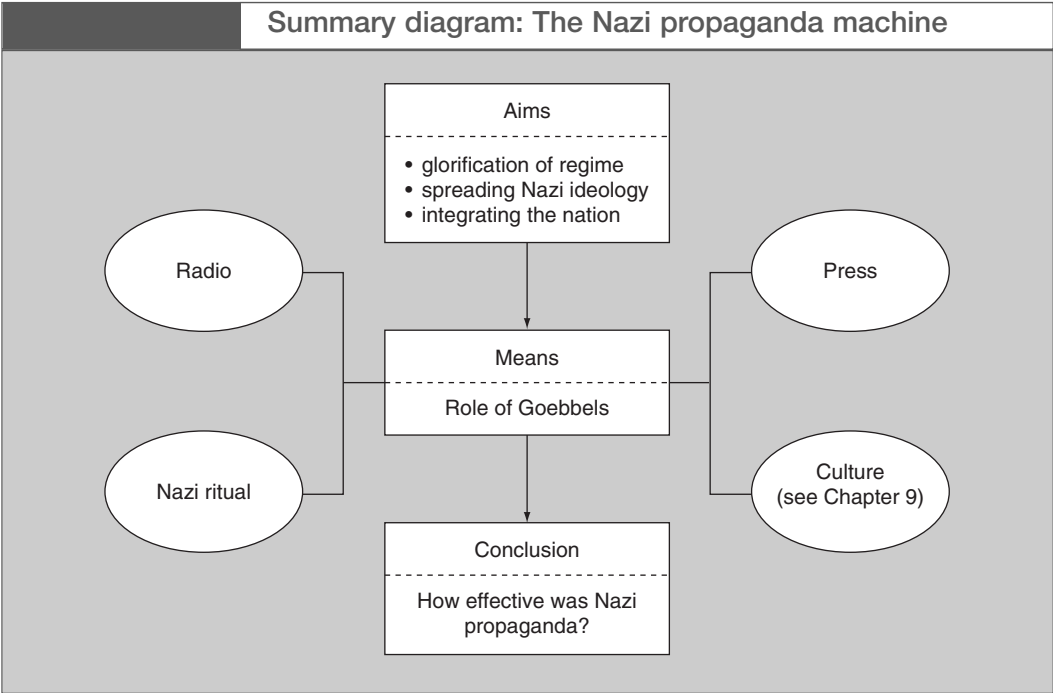 Summary diagram: The Nazi propaganda machine
Aims
• glorification of regime
• spreading Nazi ideology
• integrating the nation
Radio
Press
Means
Role of Goebbels
Nazi ritual
Culture
(see Chapter 9)
Conclusion
How effective was Nazi
propaganda?